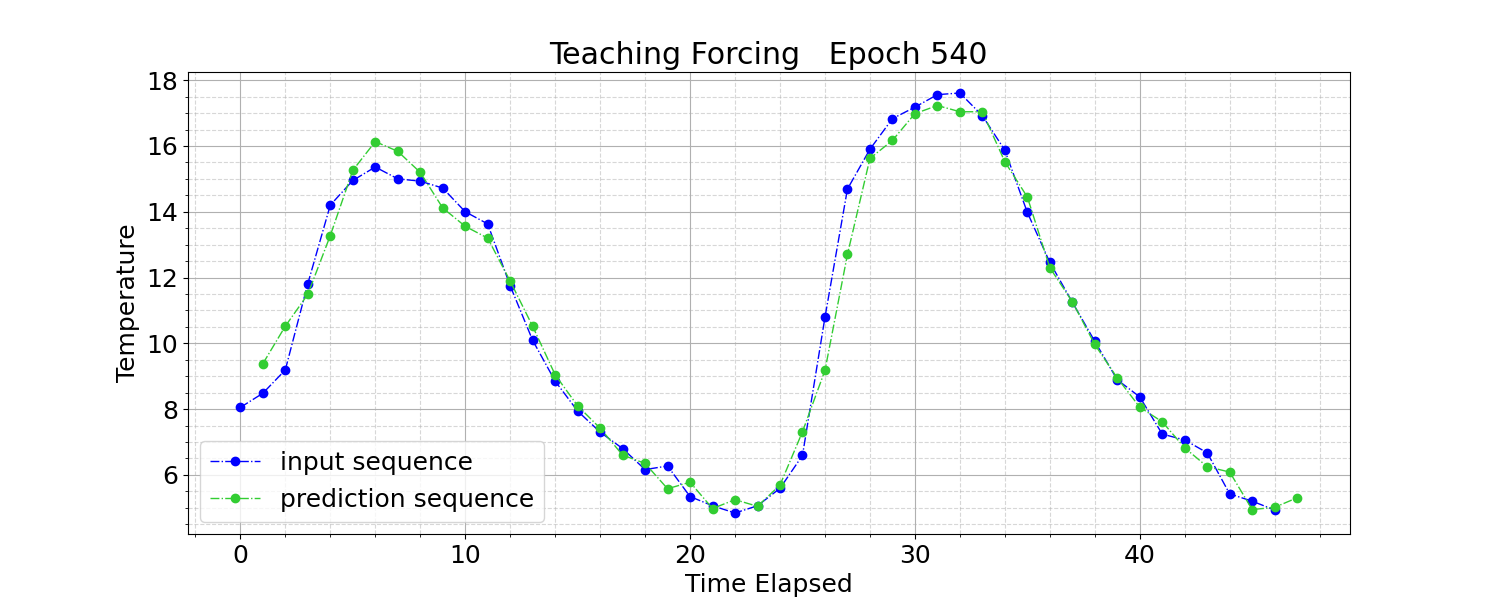 Teaching Forcing   Epoch 540
18
16
14
12
10
8
6
Temperature
input sequence
prediction sequence
0 10 20 30 40
Time Elapsed